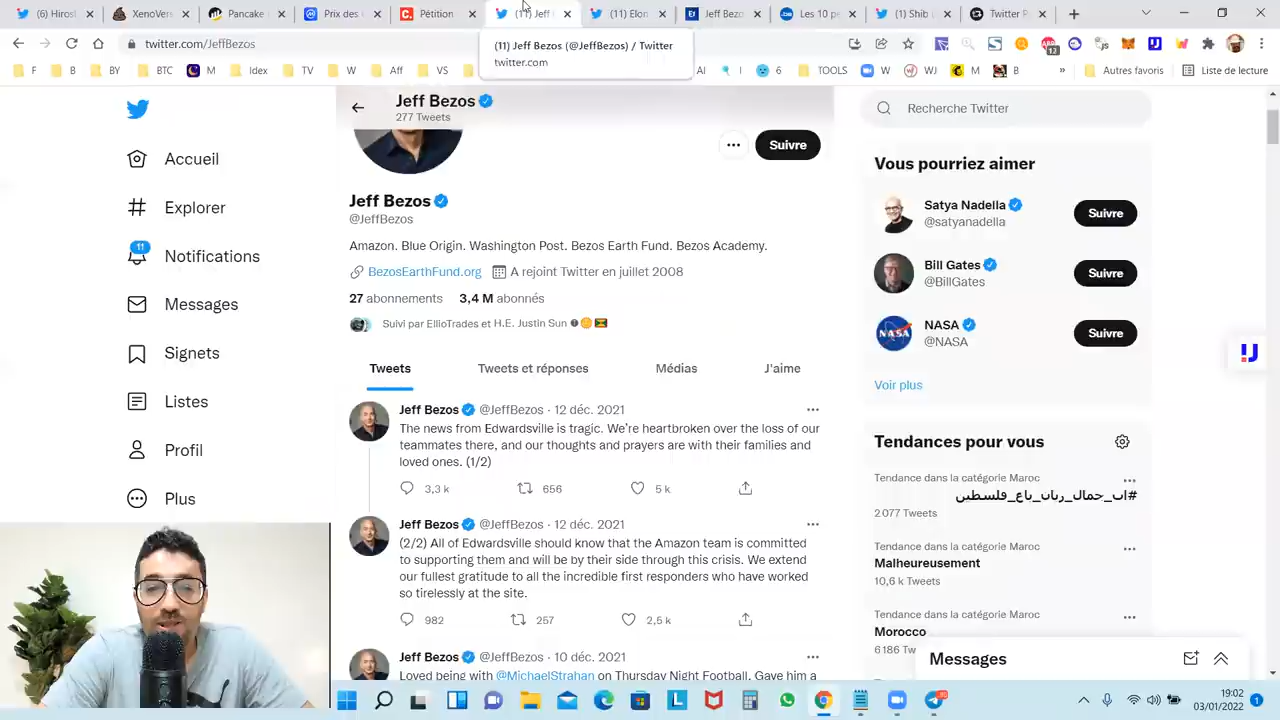 (6) Hirosl
XenoVers
Pancake
Prix des
Pétition
(11) Jeff
(11) Elon
Jeff Bezo
Les 10 pe
(1) Shib
Twitter P
twitter.com/JeffBezos
12
(11) Jeff Bezos (@JeffBezos) / Twitter
twitter.com
F
B
BY
BTC
M
Idex
TV
W
Aff
VS
AI
I
6
TOOLS
W
WJ
M
B
»
Autres favoris
Liste de lecture
11
Accueil
Explorer
Notifications
Messages
Signets
Listes
Profil
Plus
Jeff Bezos
277 Tweets
Suivre
Jeff Bezos
@JeffBezos
Amazon. Blue Origin. Washington Post. Bezos Earth Fund. Bezos Academy.
BezosEarthFund.org A rejoint Twitter en juillet 2008
27 abonnements 3,4 M abonnés
Suivi par EllioTrades et H.E. Justin Sun
Tweets Tweets et réponses Médias J'aime
Jeff Bezos @JeffBezos · 12 déc. 2021
The news from Edwardsville is tragic. We’re heartbroken over the loss of our
teammates there, and our thoughts and prayers are with their families and
loved ones. (1/2)
3,3 k 656 5 k
Jeff Bezos @JeffBezos · 12 déc. 2021
(2/2) All of Edwardsville should know that the Amazon team is committed
to supporting them and will be by their side through this crisis. We extend
our fullest gratitude to all the incredible first responders who have worked
so tirelessly at the site.
982 257 2,5 k
Jeff Bezos @JeffBezos · 10 déc. 2021
Loved being with @MichaelStrahan Thursday Night Football. Gave him a
Recherche Twitter
Vous pourriez aimer
Satya Nadella
@satyanadella
Suivre
Bill Gates
@BillGates
Suivre
NASA
@NASA
Suivre
Voir plus
Tendances pour vous
Tendance dans la catégorie Maroc
2 077 Tweets
Tendance dans la catégorie Maroc
Malheureusement
10,6 k Tweets
Tendance dans la catégorie Maroc
Morocco
6 186 Tw
Messages
19:02
03/01/2022